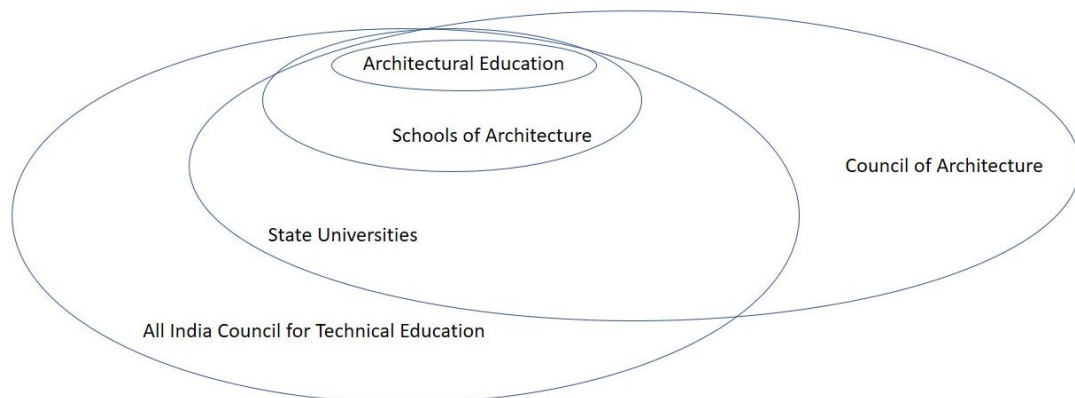 Architectural Education
Schools of Architecture
Council of Architecture
State Universities
All India Council for Technical Education